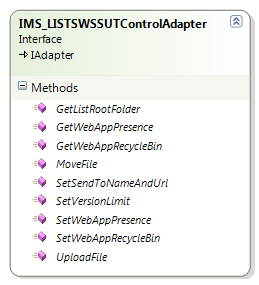 IMS_LISTSWSSUTControlAdapter
Interface
IAdapter
Methods
GetListRootFolder
GetWebAppPresence
GetWebAppRecycleBin
MoveFile
SetSendToNameAndUrl
SetVersionLimit
SetWebAppPresence
SetWebAppRecycleBin
UploadFile